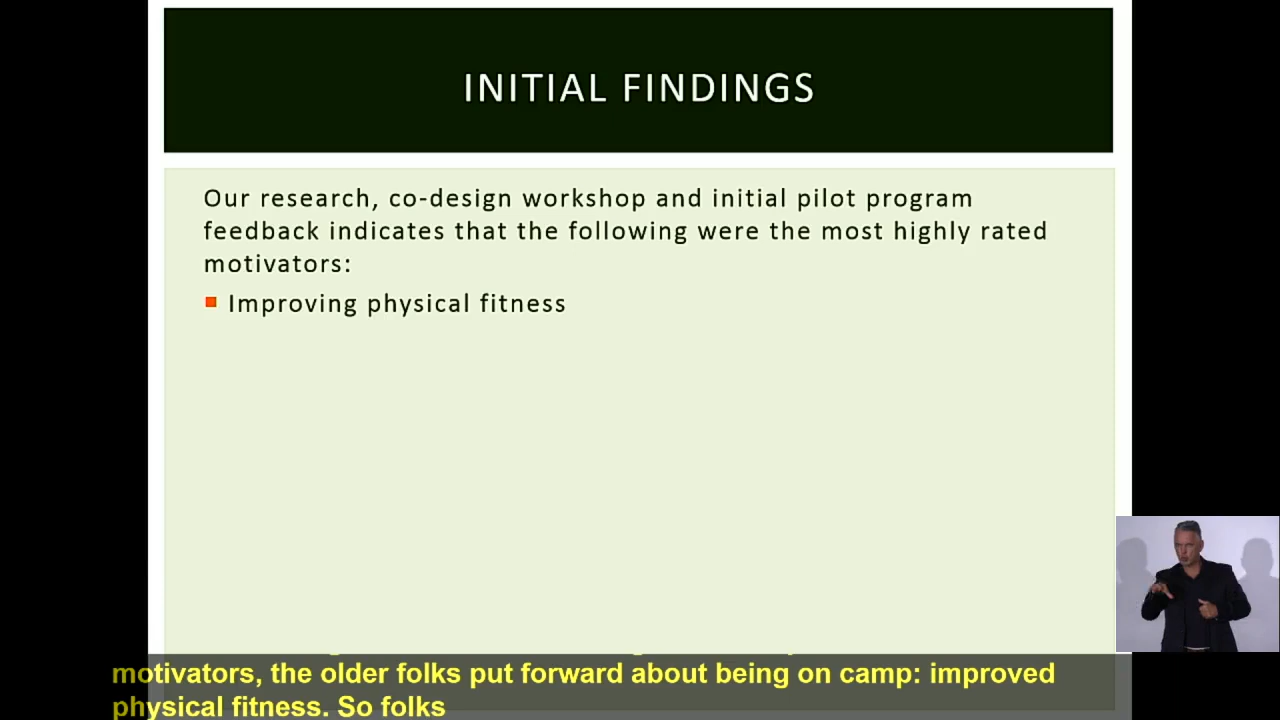 INITIAL FINDINGS
Our research, co-design workshop and initial pilot program
feedback indicates that the following were the most highly rated
motivators:
Improving physical fitness
motivators, the older folks put forward about being on camp: improved
physical fitness. So folks